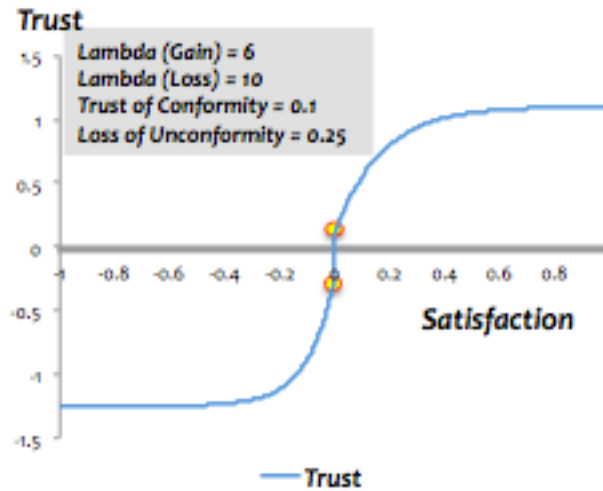 Trust
Lambda (Gain) = 6
Lambda (Loss) = 10
Trust of Conformity = 0.1
Loss of Unconformity = 0.25
1.5
1
0.5
0
-1 -0.8 -0.6 -0.4 -0.2 0 0.2 0.4 0.6 0.8
-0.5
Satisfaction
-1
-1.5
Trust